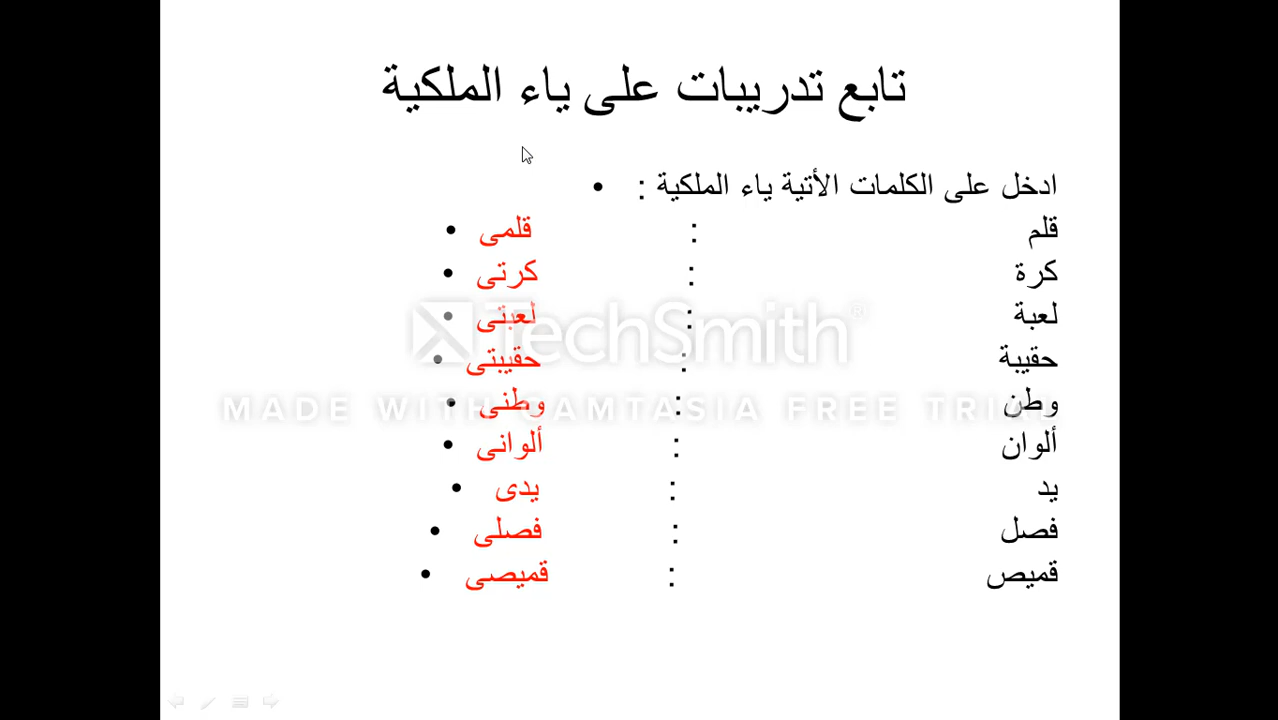 تابع تدريبات على ياء الملكية
ادخل على الكلمات الأتية ياء الملكية : •
قلم : قلمى •
كرة : كرتى •
لعبة : لعبتى •
TechSmith®
حقيبة : حقيبتى •
وطن : وطنى •
MADE WITH CAMTASIA FREE TRIAL
ألوان : ألوانى •
يد : يدى •
فصل : فصلى •
قميص : قميصى •